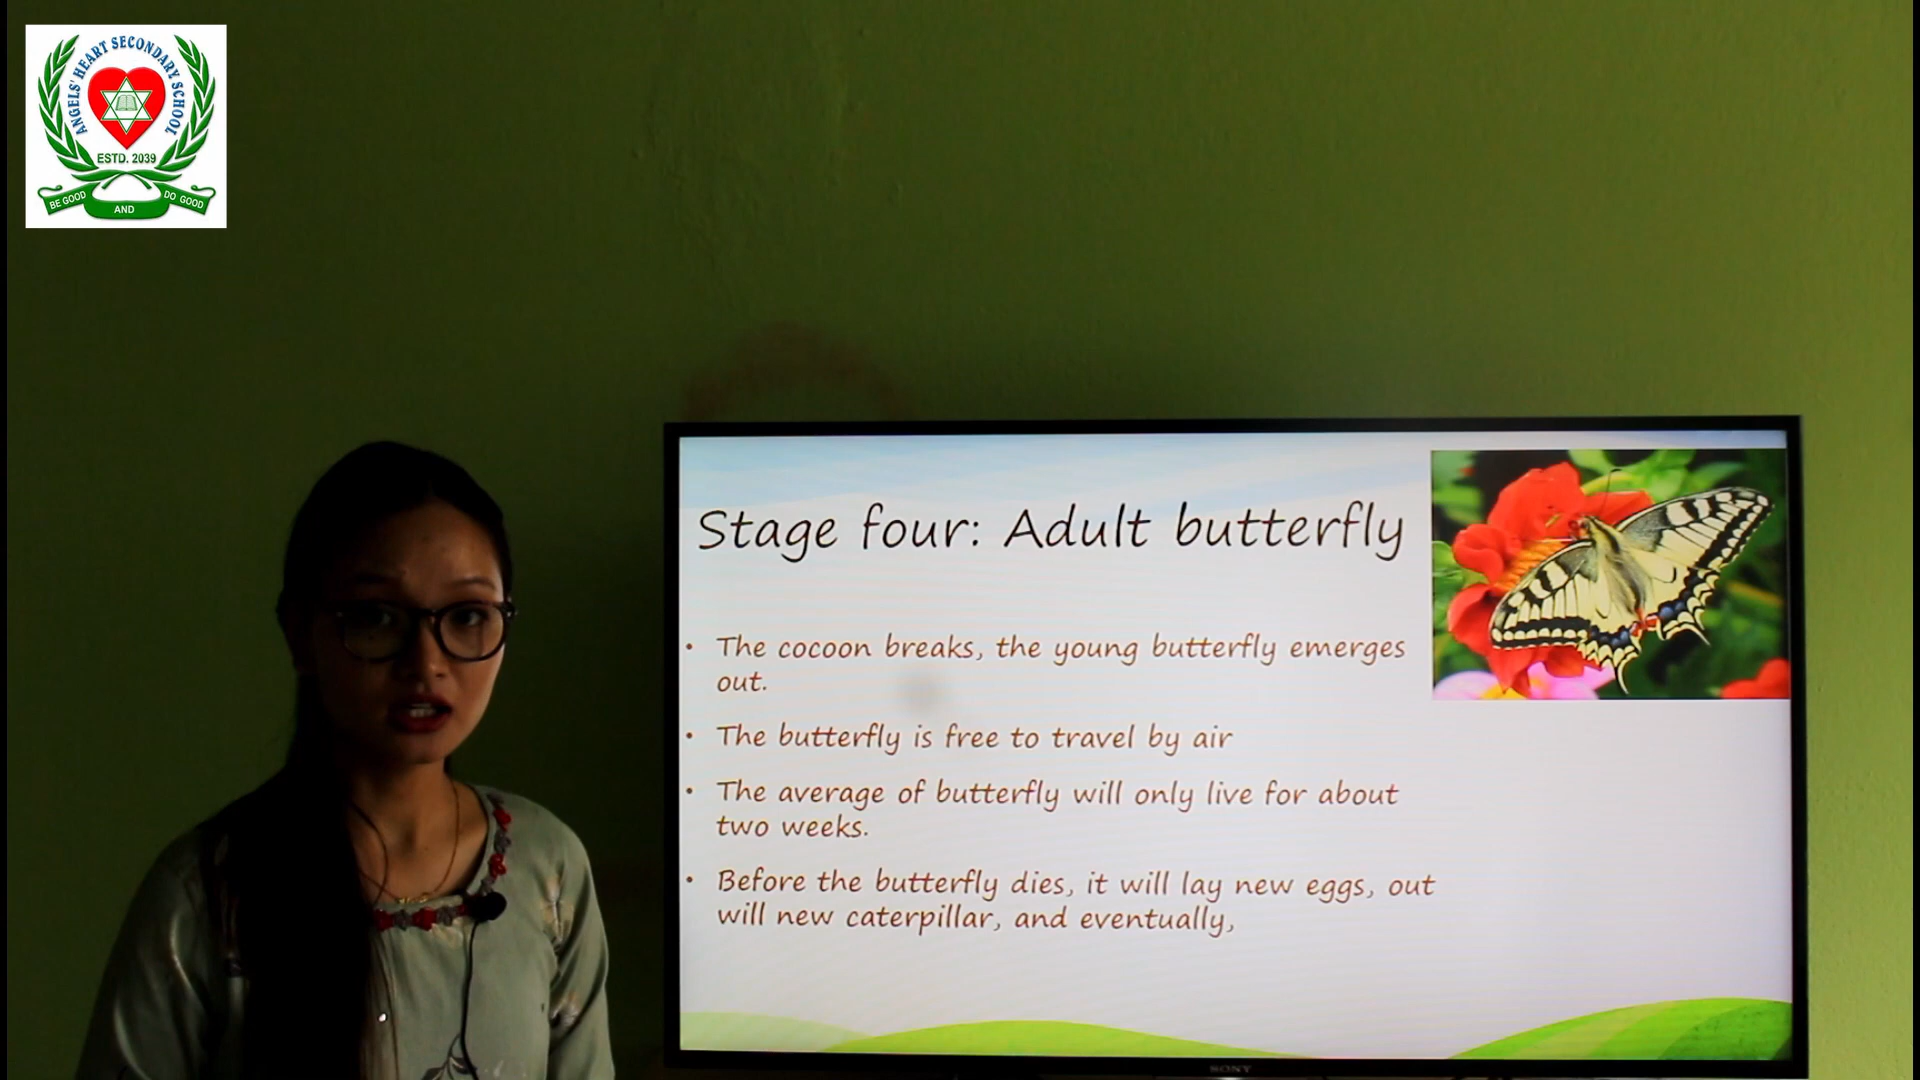 ANGELS' HEART SECONDARY SCHOOL
ESTD. 2039
BE GOOD AND DO GOOD
Stage four: Adult butterfly
• The cocoon breaks, the young butterfly emerges
out.
• The butterfly is free to travel by air
• The average of butterfly will only live for about
two weeks.
• Before the butterfly dies, it will lay new eggs, out
will new caterpillar, and eventually,
SONY